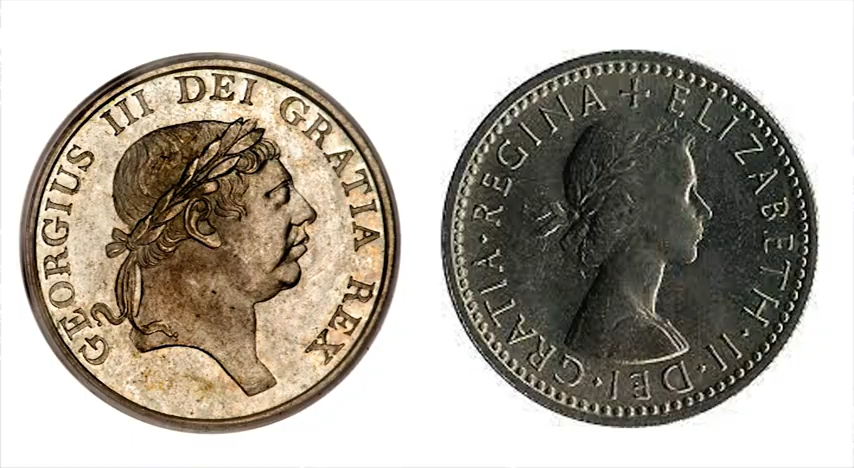 GEORGIUS III DEI GRATIA REX
ELIZABETH · II · DEI · GRATIA · REGINA +